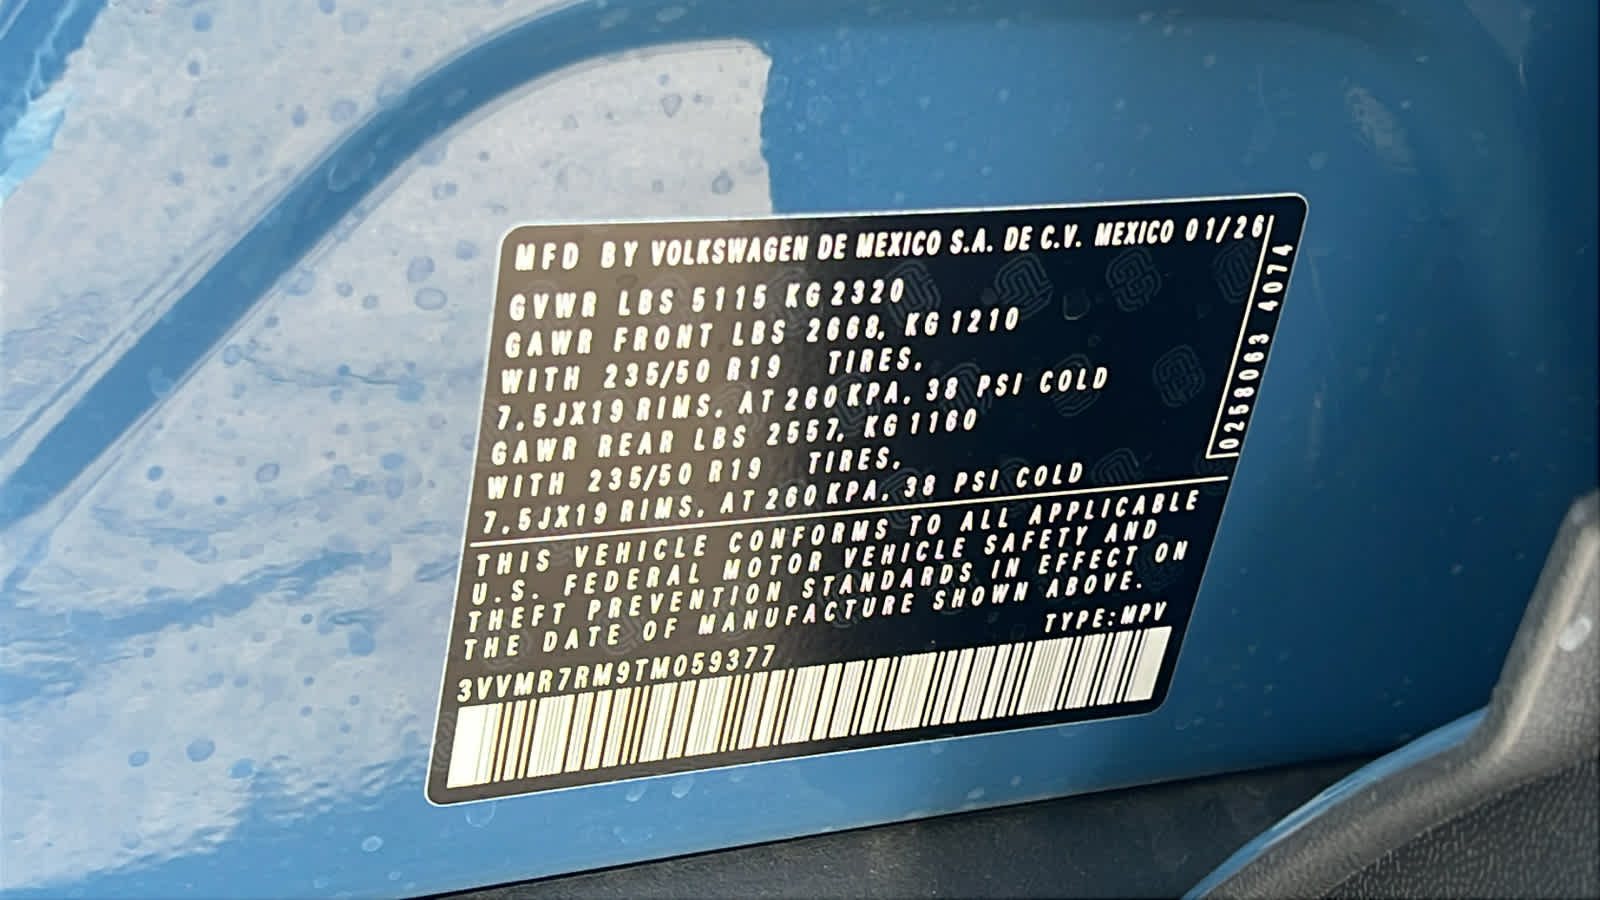 MFD BY VOLKSWAGEN DE MEXICO S.A. DE C.V. MEXICO 01/26
GVWR LBS 5115 KG 2320
GAWR FRONT LBS 2668, KG 1210
WITH 235/50 R19 TIRES,
7,5JX19 RIMS, AT 260KPA. 38 PSI COLD
GAWR REAR LBS 2557, KG 1160
WITH 235/50 R19 TIRES,
7,5JX19 RIMS, AT 260KPA. 38 PSI COLD
0258063 4074
THIS VEHICLE CONFORMS TO ALL APPLICABLE
U.S. FEDERAL MOTOR VEHICLE SAFETY AND
THEFT PREVENTION STANDARDS IN EFFECT ON
THE DATE OF MANUFACTURE SHOWN ABOVE.
TYPE:MPV
3VVMR7RM9TM059377